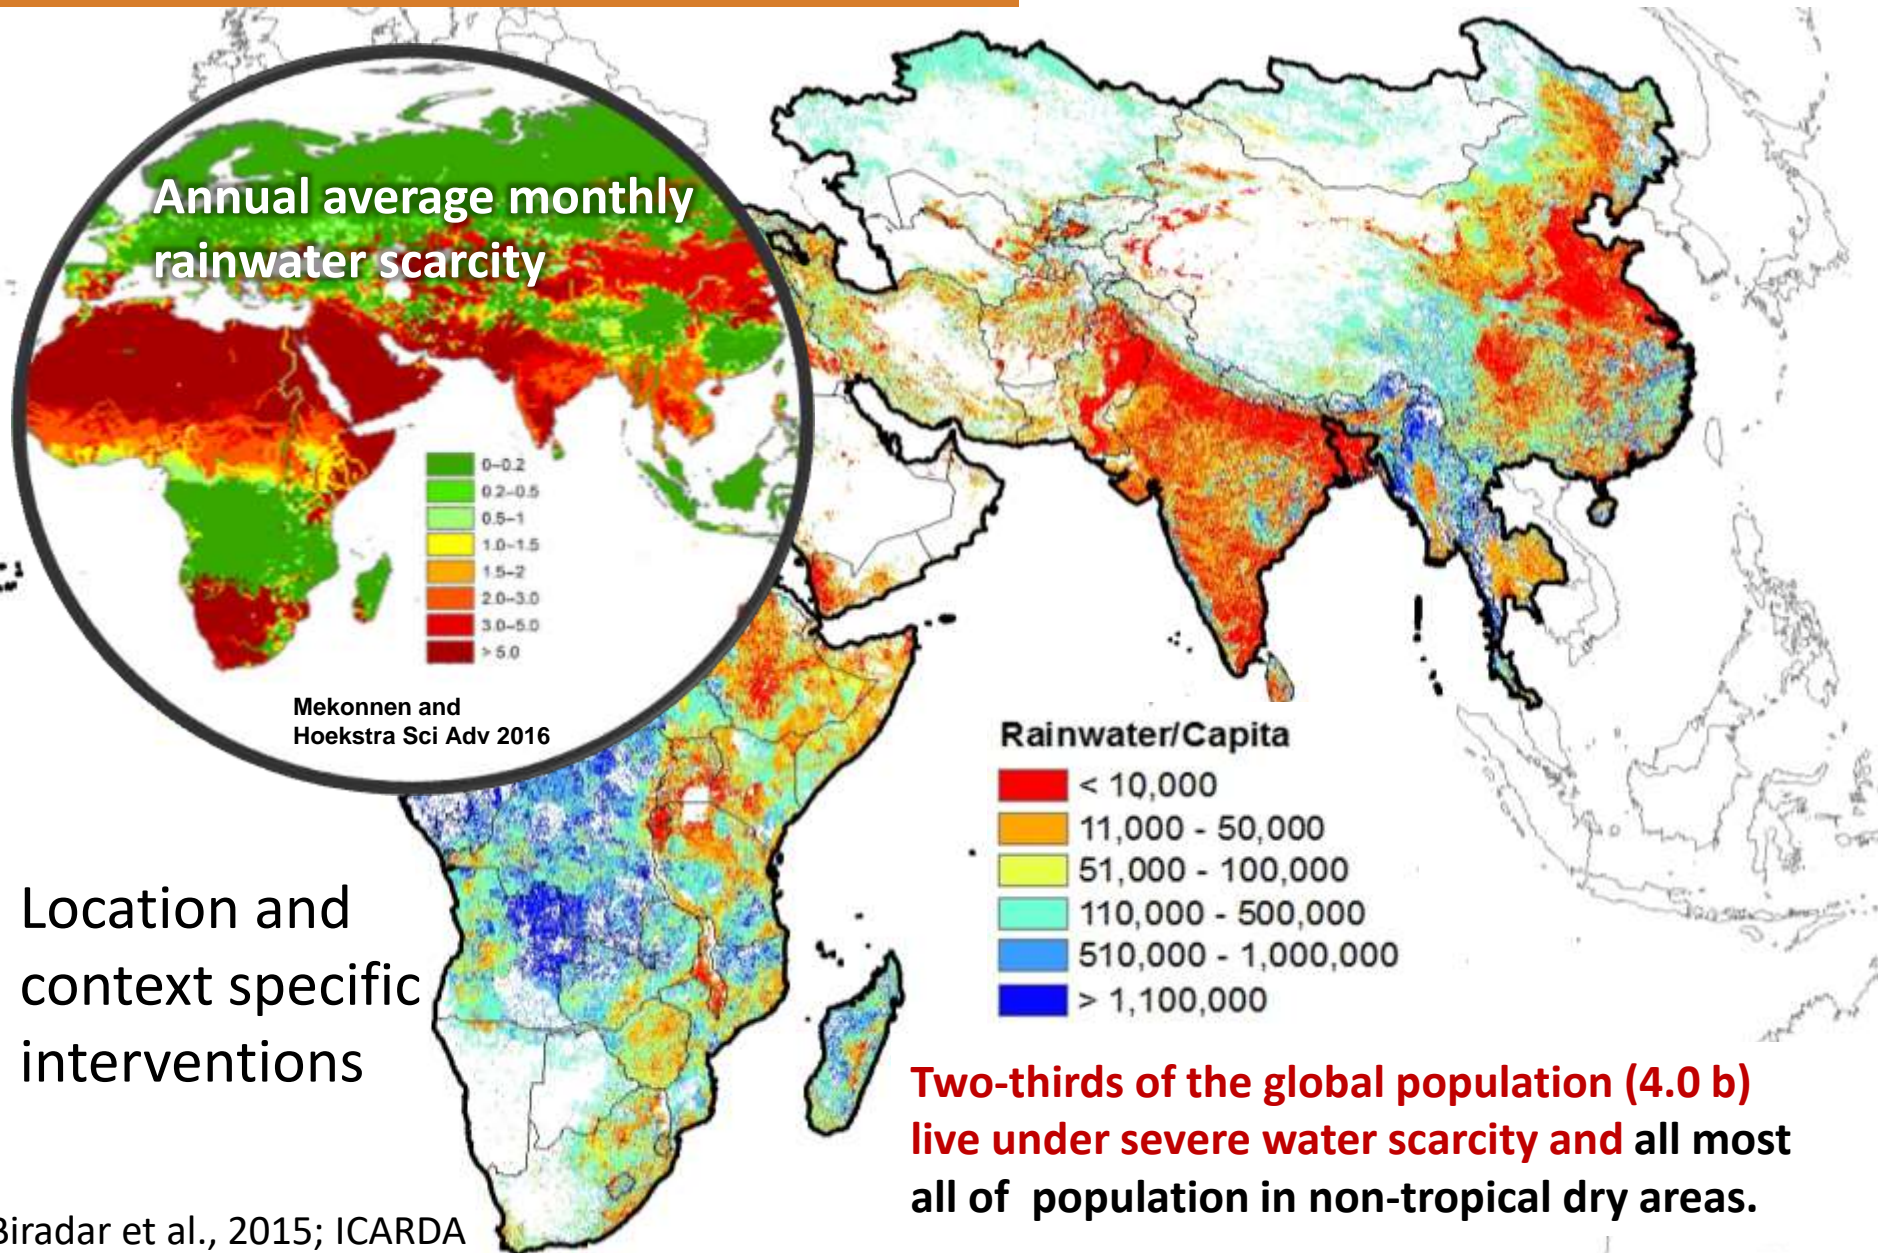 Annual average monthly
rainwater scarcity
0–0.2
0.2–0.5
0.5–1
1.0–1.5
1.5–2
2.0–3.0
3.0–5.0
> 5.0
Mekonnen and
Hoekstra Sci Adv 2016
Rainwater/Capita
< 10,000
11,000 - 50,000
51,000 - 100,000
110,000 - 500,000
510,000 - 1,000,000
> 1,100,000
Location and
context specific
interventions
Two-thirds of the global population (4.0 b)
live under severe water scarcity and all most
all of population in non-tropical dry areas.
Biradar et al., 2015; ICARDA